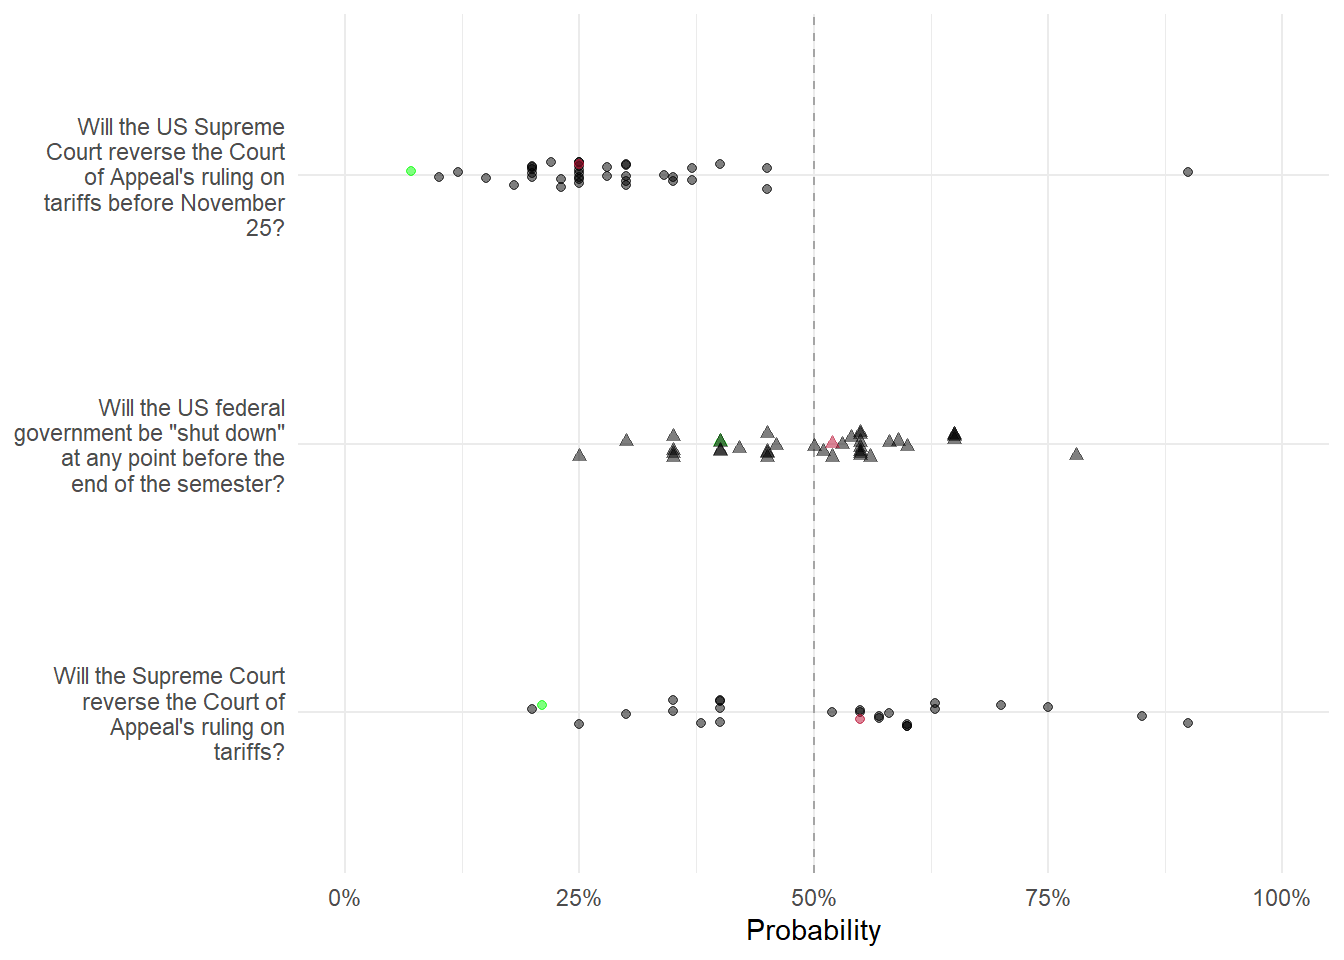 Will the US Supreme
Court reverse the Court
of Appeal's ruling on
tariffs before November
25?
Will the US federal
government be "shut down"
at any point before the
end of the semester?
Will the Supreme Court
reverse the Court of
Appeal's ruling on
tariffs?
0% 25% 50% 75% 100%
Probability